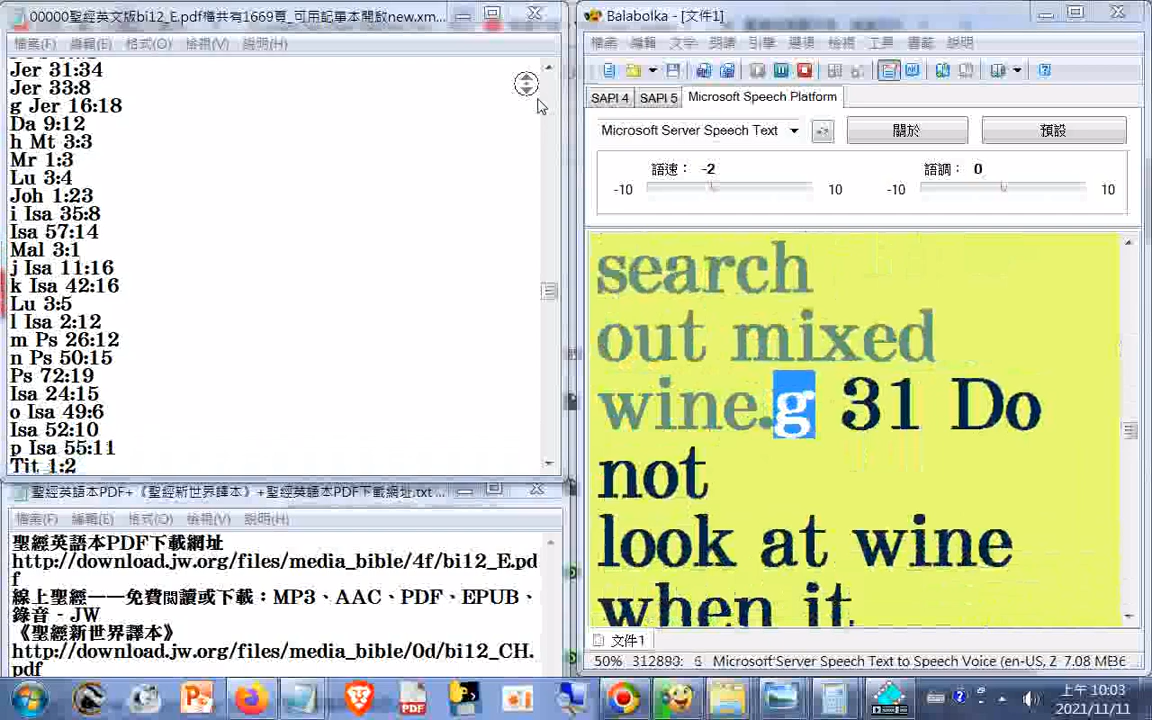 00000聖經英文版bi12_E.pdf檔共有1669頁_可用記事本開啟new.xm...
檔案(F) 編輯(E) 格式(O) 檢視(V) 說明(H)
Jer 31:34
Jer 33:8
g Jer 16:18
Da 9:12
h Mt 3:3
Mr 1:3
Lu 3:4
Joh 1:23
i Isa 35:8
Isa 57:14
Mal 3:1
j Isa 11:16
k Isa 42:16
Lu 3:5
l Isa 2:12
m Ps 26:12
n Ps 50:15
Ps 72:19
Isa 24:15
o Isa 49:6
Isa 52:10
p Isa 55:11
Tit 1:2
聖經英語本PDF+《聖經新世界譯本》+聖經英語本PDF下載網址.txt ...
檔案(F) 編輯(E) 格式(O) 檢視(V) 說明(H)
聖經英語本PDF下載網址
http://download.jw.org/files/media_bible/4f/bi12_E.pd
f
線上聖經——免費閱讀或下載：MP3、AAC、PDF、EPUB、
錄音 - JW
《聖經新世界譯本》
http://download.jw.org/files/media_bible/0d/bi12_CH.
pdf
Balabolka - [文件1]
檔案 編輯 文字 朗讀 引擎 選項 檢視 工具 書籤 說明
SAPI 4 SAPI 5 Microsoft Speech Platform
Microsoft Server Speech Text 關於 預設
語速： -2 語調： 0
-10 10 -10 10
search
out mixed
wine.g 31 Do
not
look at wine
when it
文件1
50% 312893: 6 Microsoft Server Speech Text to Speech Voice (en-US, Z 7.08 MB
上午 10:03
2021/11/11